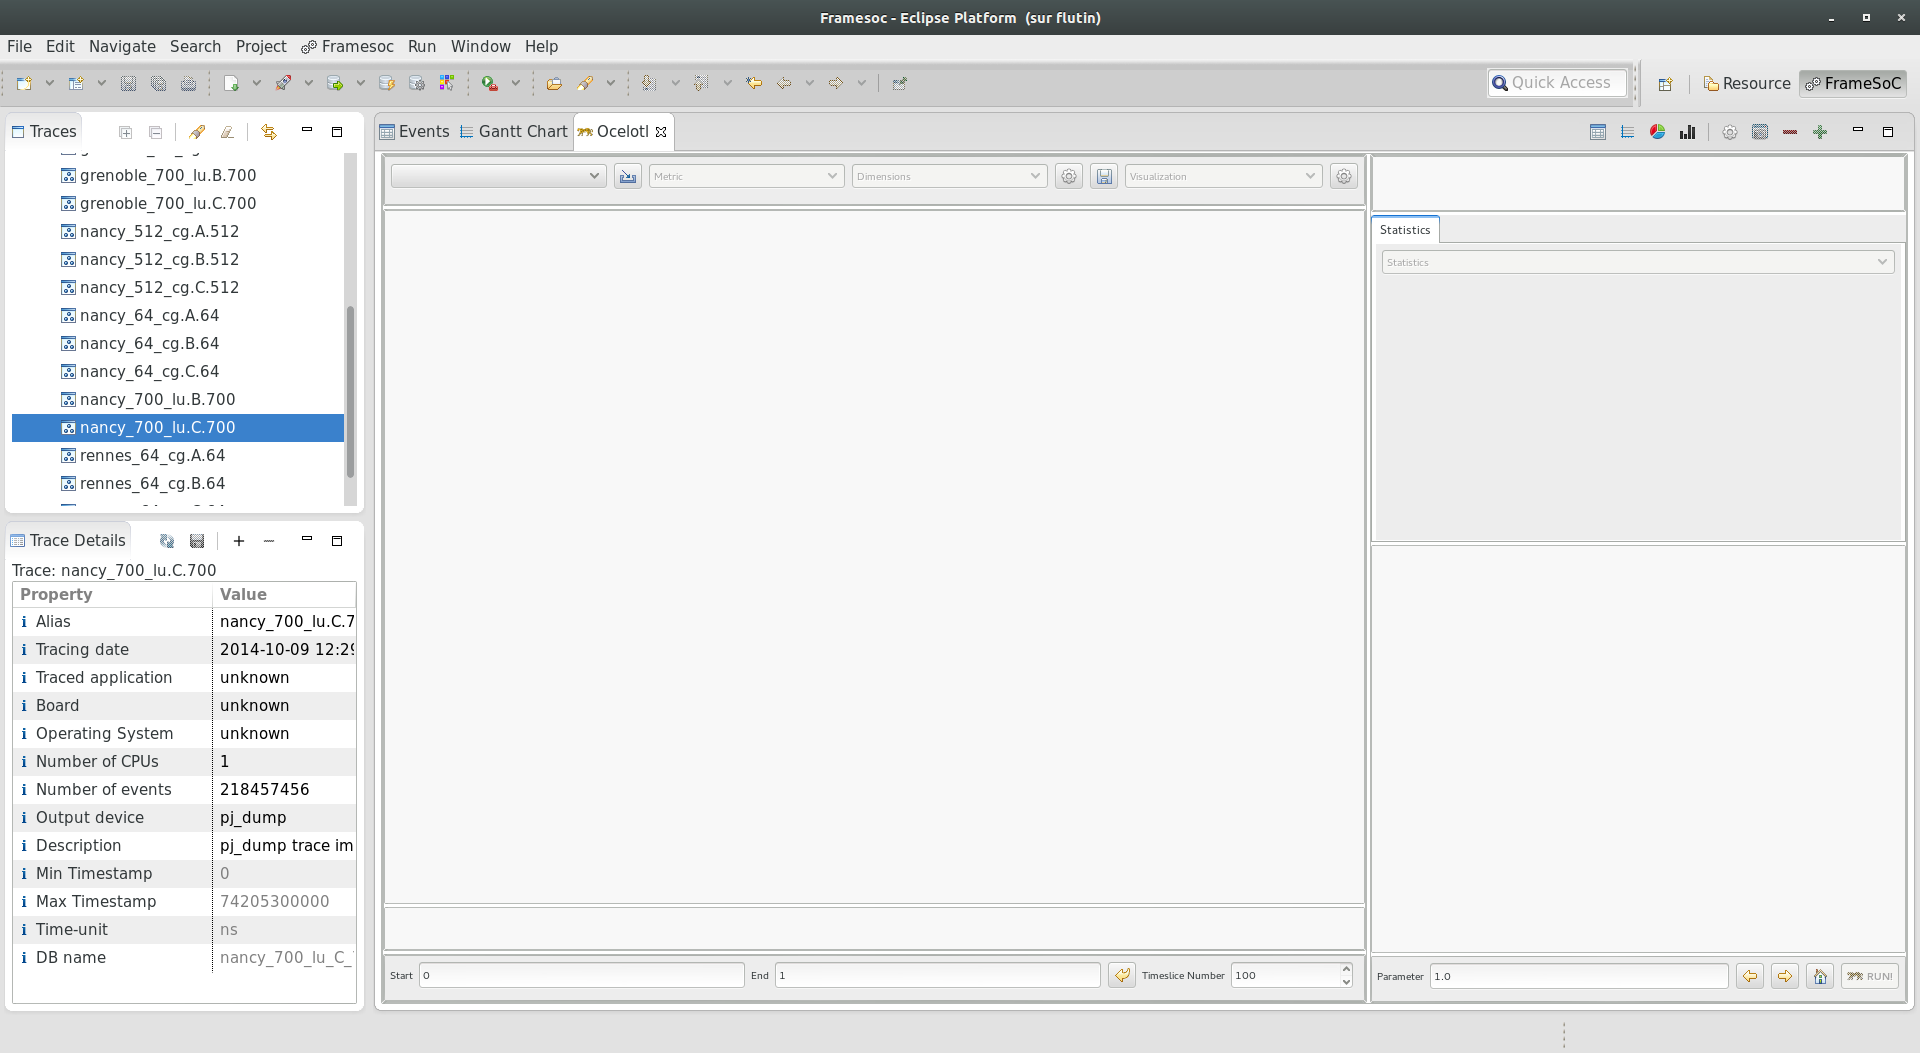 Framesoc - Eclipse Platform (sur flutin)
File Edit Navigate Search Project Framesoc Run Window Help
Quick Access
Resource
FrameSoC
Traces
grenoble_700_lu.B.700
grenoble_700_lu.C.700
nancy_512_cg.A.512
nancy_512_cg.B.512
nancy_512_cg.C.512
nancy_64_cg.A.64
nancy_64_cg.B.64
nancy_64_cg.C.64
nancy_700_lu.B.700
nancy_700_lu.C.700
rennes_64_cg.A.64
rennes_64_cg.B.64
Trace Details
Trace: nancy_700_lu.C.700
Property Value
Alias nancy_700_lu.C.7
Tracing date 2014-10-09 12:29
Traced application unknown
Board unknown
Operating System unknown
Number of CPUs 1
Number of events 218457456
Output device pj_dump
Description pj_dump trace im
Min Timestamp 0
Max Timestamp 74205300000
Time-unit ns
DB name nancy_700_lu_C_
Events Gantt Chart Ocelotl
Metric Dimensions Visualization
Statistics
Statistics
Start 0 End 1 Timeslice Number 100
Parameter 1.0 RUN!